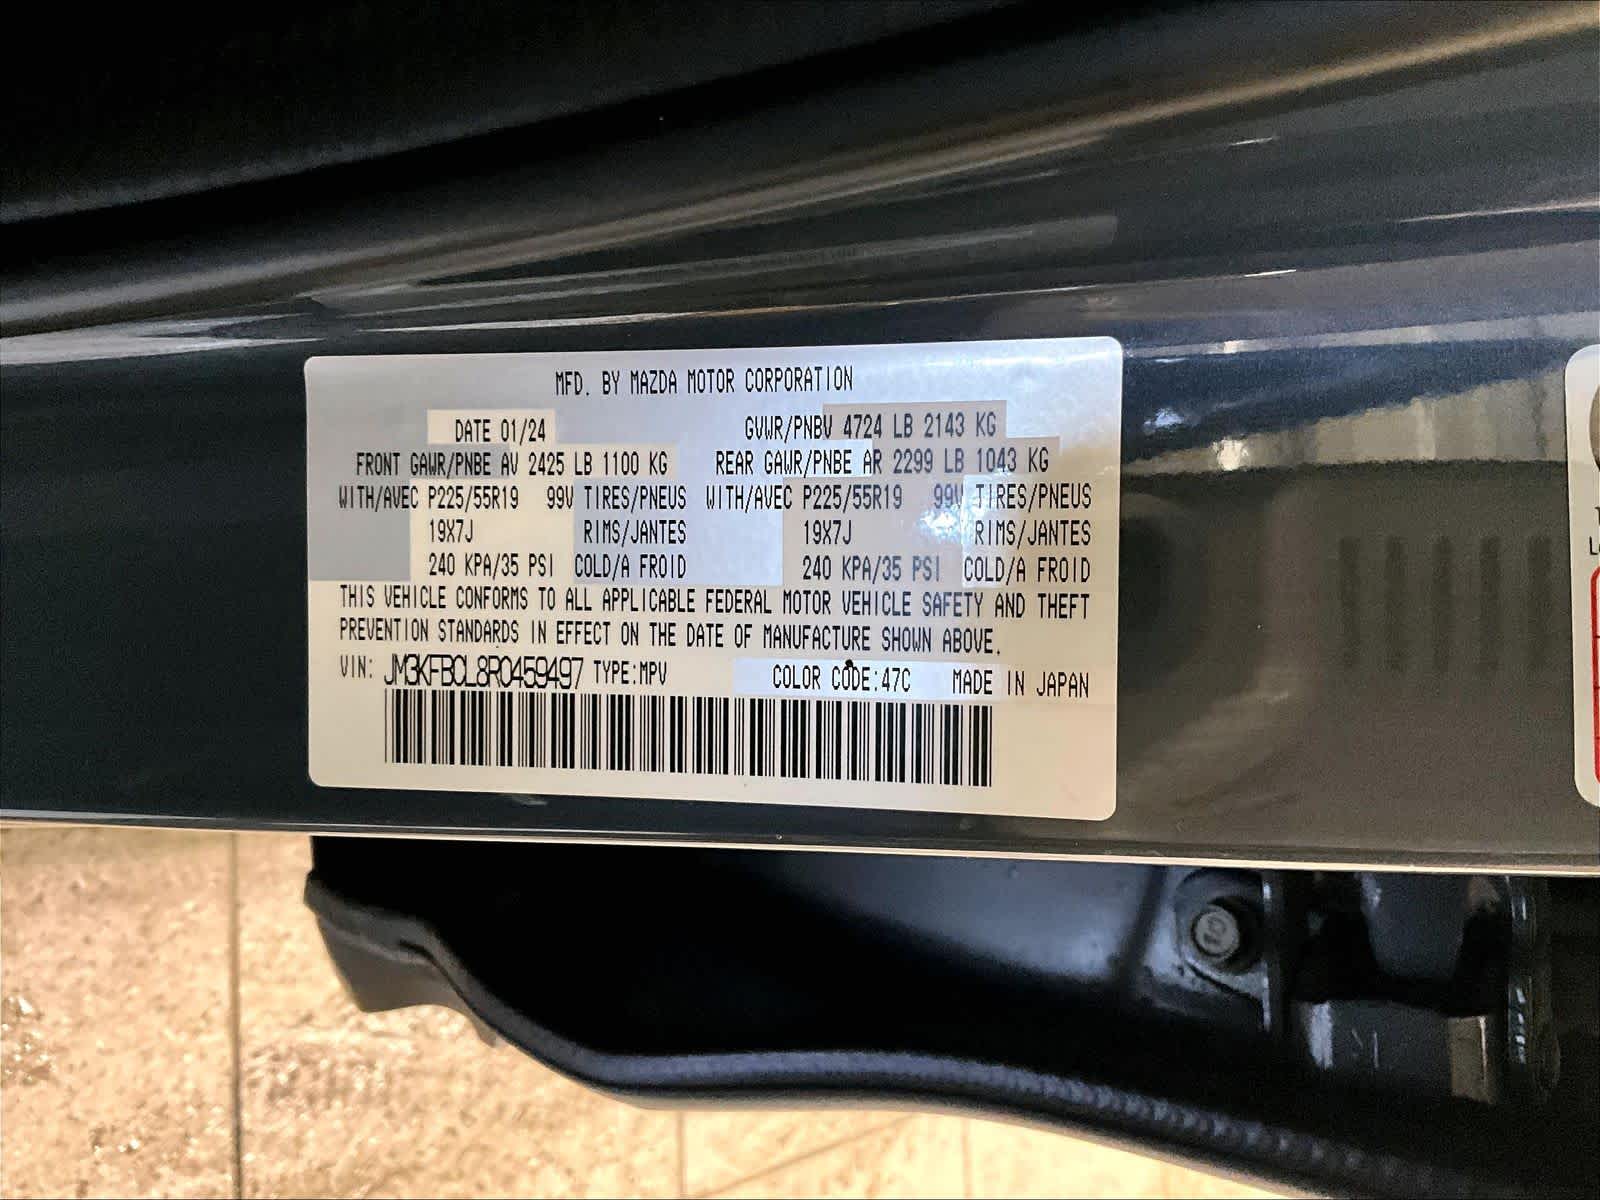 MFD. BY MAZDA MOTOR CORPORATION
DATE 01/24 GVWR/PNBV 4724 LB 2143 KG
FRONT GAWR/PNBE AV 2425 LB 1100 KG REAR GAWR/PNBE AR 2299 LB 1043 KG
WITH/AVEC P225/55R19 99V TIRES/PNEUS WITH/AVEC P225/55R19 99V TIRES/PNEUS
19X7J RIMS/JANTES 19X7J RIMS/JANTES
240 KPA/35 PSI COLD/A FROID 240 KPA/35 PSI COLD/A FROID
THIS VEHICLE CONFORMS TO ALL APPLICABLE FEDERAL MOTOR VEHICLE SAFETY AND THEFT
PREVENTION STANDARDS IN EFFECT ON THE DATE OF MANUFACTURE SHOWN ABOVE.
VIN: JM3KFBCL8R0459497 TYPE:MPV COLOR CODE:47C MADE IN JAPAN